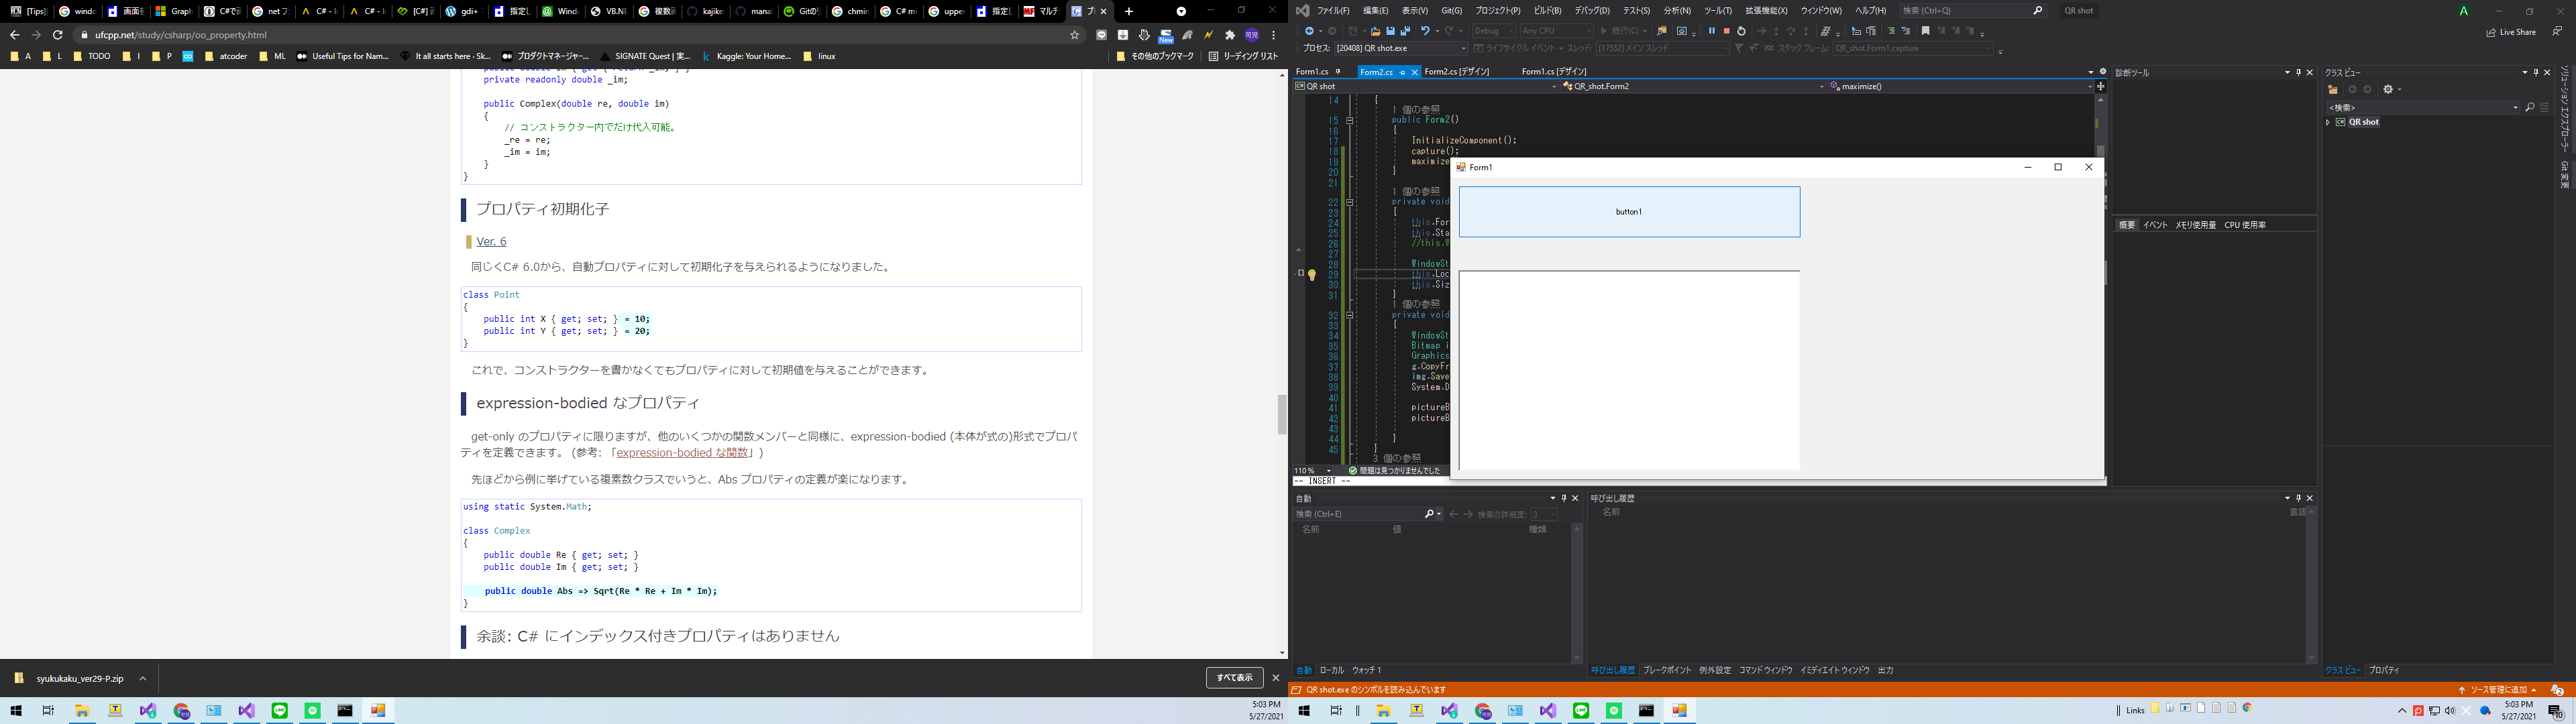 ufcpp.net/study/csharp/oo_property.html
A L TODO I P atcoder ML Useful Tips for Nam... It all starts here · Sk... プロダクトマネージャー... SIGNATE Quest | 実... Kaggle: Your Home... linux その他のブックマーク リーディング リスト
private readonly double _im;
public Complex(double re, double im)
{
// コンストラクター内でだけ代入可能。
_re = re;
_im = im;
}
}
プロパティ初期化子
Ver. 6
同じくC# 6.0から、自動プロパティに対して初期化子を与えられるようになりました。
class Point
{
public int X { get; set; } = 10;
public int Y { get; set; } = 20;
}
これで、コンストラクターを書かなくてもプロパティに対して初期値を与えることができます。
expression-bodied なプロパティ
get-only のプロパティに限りますが、他のいくつかの関数メンバーと同様に、expression-bodied (本体が式の)形式でプロパ
ティを定義できます。 (参考: 「expression-bodied な関数」)
先ほどから例に挙げている複素数クラスでいうと、Abs プロパティの定義が楽になります。
using static System.Math;
class Complex
{
public double Re { get; set; }
public double Im { get; set; }
public double Abs => Sqrt(Re * Re + Im * Im);
}
余談: C# にインデックス付きプロパティはありません
syukukaku_ver29-P.zip すべて表示
5:03 PM
5/27/2021
ファイル(F) 編集(E) 表示(V) Git(G) プロジェクト(P) ビルド(B) デバッグ(D) テスト(S) 分析(N) ツール(T) 拡張機能(X) ウィンドウ(W) ヘルプ(H) 検索 (Ctrl+Q) QR shot A
Debug Any CPU 続行(C) Live Share
プロセス: [20408] QR shot.exe ライフサイクル イベント スレッド: [17552] メイン スレッド スタック フレーム: QR_shot.Form1.capture
Form1.cs Form2.cs Form2.cs [デザイン] Form1.cs [デザイン]
QR shot QR_shot.Form2 maximize()
14 {
1 個の参照
15 public Form2()
16 {
17 InitializeComponent();
18 capture();
19 maximize
20 }
21
1 個の参照
22 private void
23 {
24 this.For
25 this.Sta
26 //this.W
27
28 WindowSt
29 this.Loc
30 this.Siz
31 }
1 個の参照
32 private void
33 {
34 WindowSt
35 Bitmap i
36 Graphics
37 g.CopyFr
38 img.Save
39 System.D
40
41 pictureB
42 pictureB
43
44 }
45 }
3 個の参照
110 % 問題は見つかりませんでした
-- INSERT --
Form1
button1
自動
検索 (Ctrl+E) 検索の詳細度: 3
名前 値 種類
自動 ローカル ウォッチ 1
呼び出し履歴
名前 言語
呼び出し履歴 ブレークポイント 例外設定 コマンド ウィンドウ イミディエイト ウィンドウ 出力
診断ツール
概要 イベント メモリ使用量 CPU 使用率
クラス ビュー
<検索>
QR shot
クラス ビュー プロパティ
ソリューション エクスプローラー
Git 変更
QR shot.exe のシンボルを読み込んでいます ソース管理に追加 2
Links 5:03 PM
5/27/2021